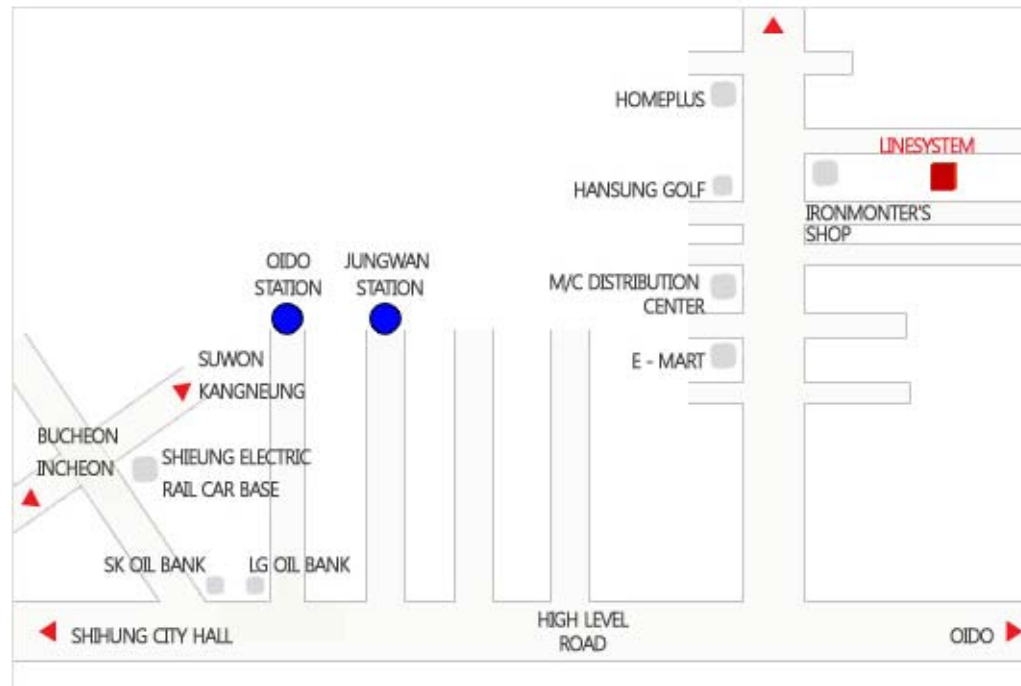 HOMEPLUS
LINESYSTEM
HANSUNG GOLF
IRONMONTER'S
SHOP
OIDO
STATION
JUNGWAN
STATION
M/C DISTRIBUTION
CENTER
E - MART
SUWON
KANGNEUNG
BUCHEON
INCHEON
SHIEUNG ELECTRIC
RAIL CAR BASE
SK OIL BANK
LG OIL BANK
SHIHUNG CITY HALL
HIGH LEVEL
ROAD
OIDO